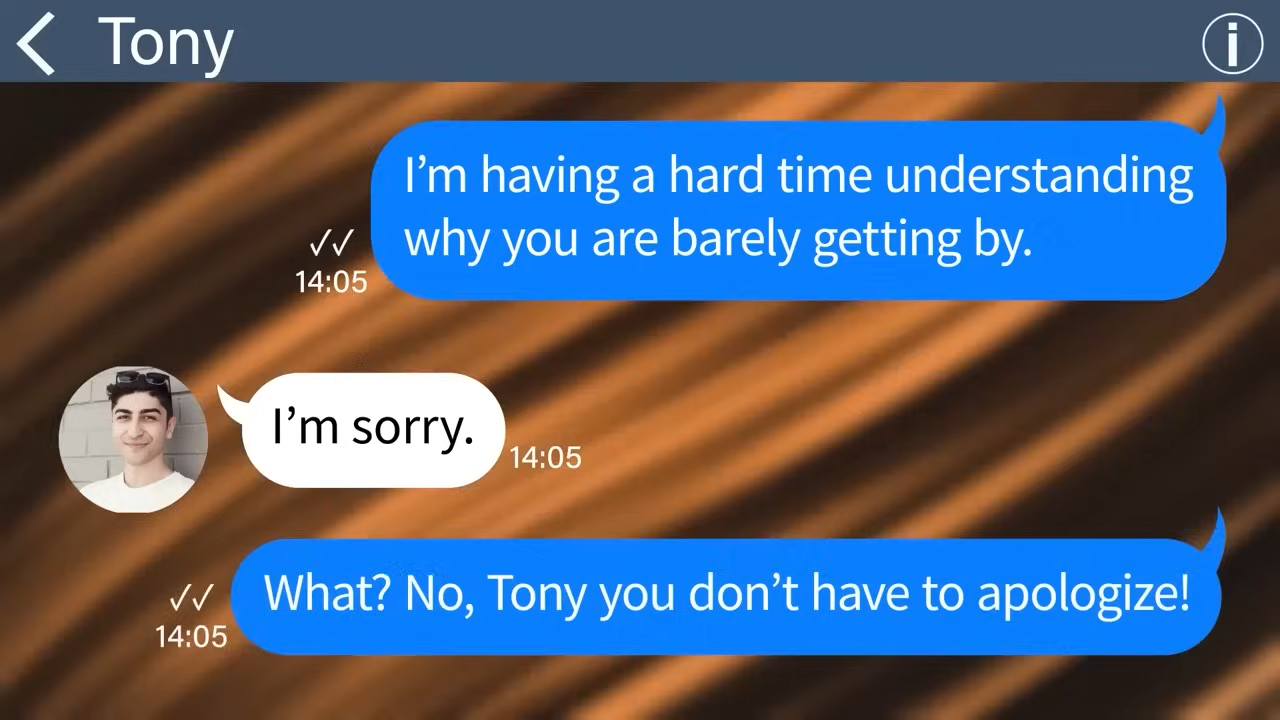 Tony
I’m having a hard time understanding
why you are barely getting by.
✓✓
14:05
I’m sorry.
14:05
What? No, Tony you don’t have to apologize!
✓✓
14:05